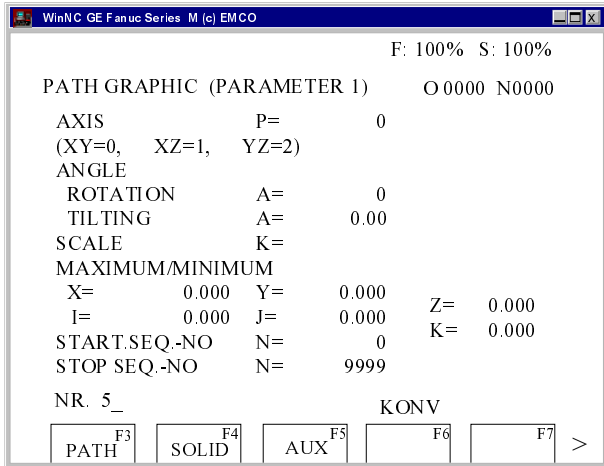 WinNC GE Fanuc Series M (c) EMCO
F: 100% S: 100%
PATH GRAPHIC (PARAMETER 1) O 0000 N0000
AXIS P= 0
(XY=0, XZ=1, YZ=2)
ANGLE
ROTATION A= 0
TILTING A= 0.00
SCALE K=
MAXIMUM/MINIMUM
X= 0.000 Y= 0.000 Z= 0.000
I= 0.000 J= 0.000 K= 0.000
START.SEQ.-NO N= 0
STOP SEQ.-NO N= 9999
NR. 5_ KONV
PATH F3 SOLID F4 AUX F5 F6 F7 >